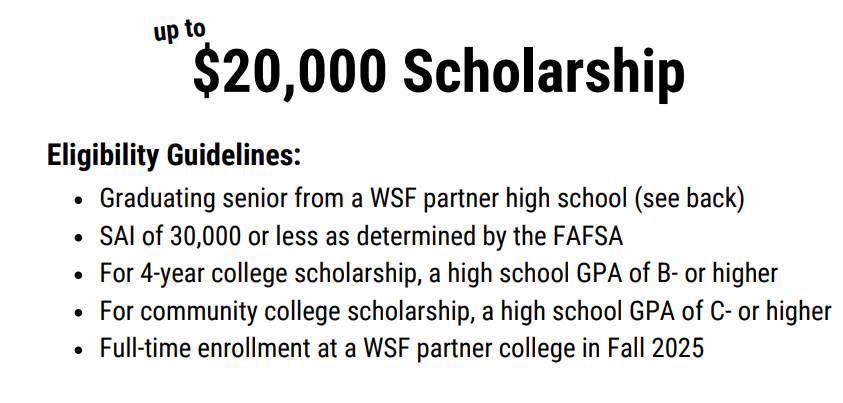 up to
$20,000 Scholarship
Eligibility Guidelines:
• Graduating senior from a WSF partner high school (see back)
• SAI of 30,000 or less as determined by the FAFSA
• For 4-year college scholarship, a high school GPA of B- or higher
• For community college scholarship, a high school GPA of C- or higher
• Full-time enrollment at a WSF partner college in Fall 2025